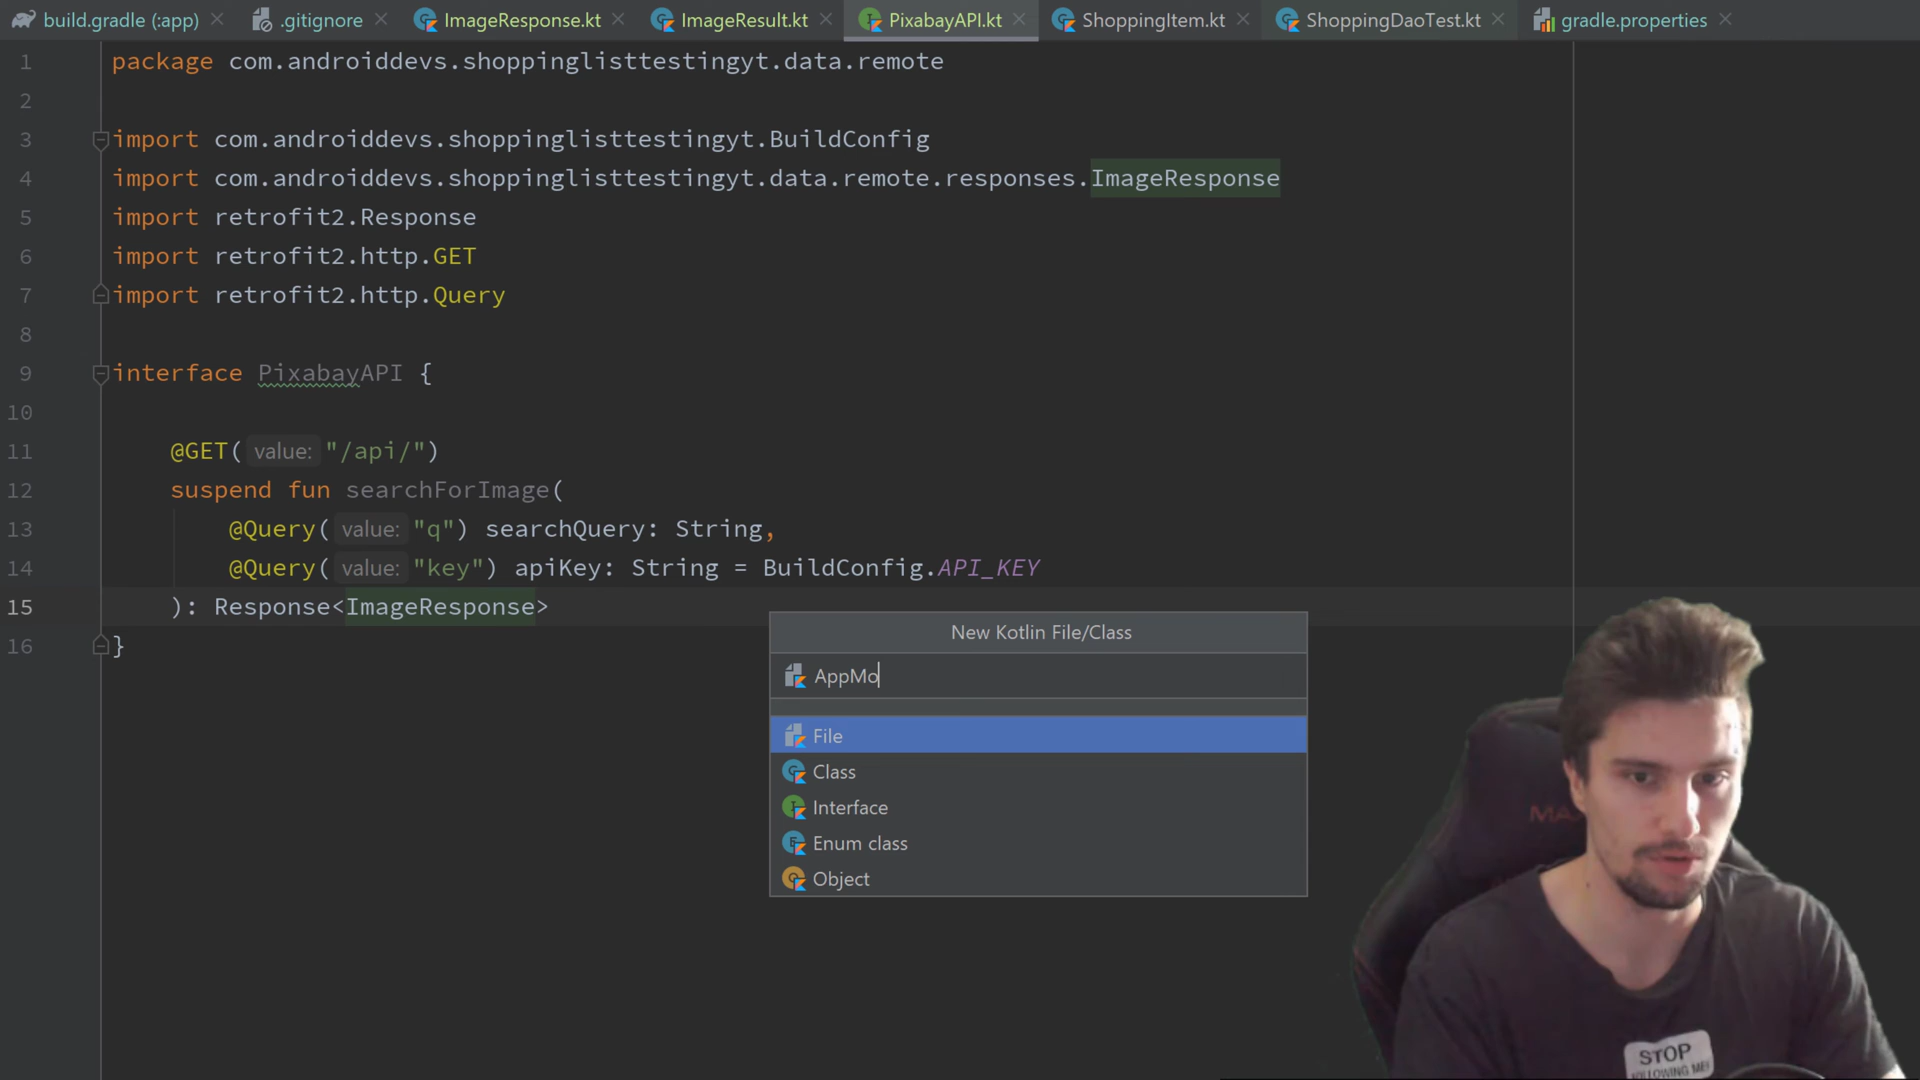 build.gradle (:app) .gitignore ImageResponse.kt ImageResult.kt PixabayAPI.kt ShoppingItem.kt ShoppingDaoTest.kt gradle.properties
1 package com.androiddevs.shoppinglisttestingyt.data.remote
2
3 import com.androiddevs.shoppinglisttestingyt.BuildConfig
4 import com.androiddevs.shoppinglisttestingyt.data.remote.responses.ImageResponse
5 import retrofit2.Response
6 import retrofit2.http.GET
7 import retrofit2.http.Query
8
9 interface PixabayAPI {
10
11 @GET( value: "/api/")
12 suspend fun searchForImage(
13 @Query( value: "q") searchQuery: String,
14 @Query( value: "key") apiKey: String = BuildConfig.API_KEY
15 ): Response<ImageResponse>
16 }
New Kotlin File/Class
AppMo
File
Class
Interface
Enum class
Object
STOP
FOLLOWING ME!